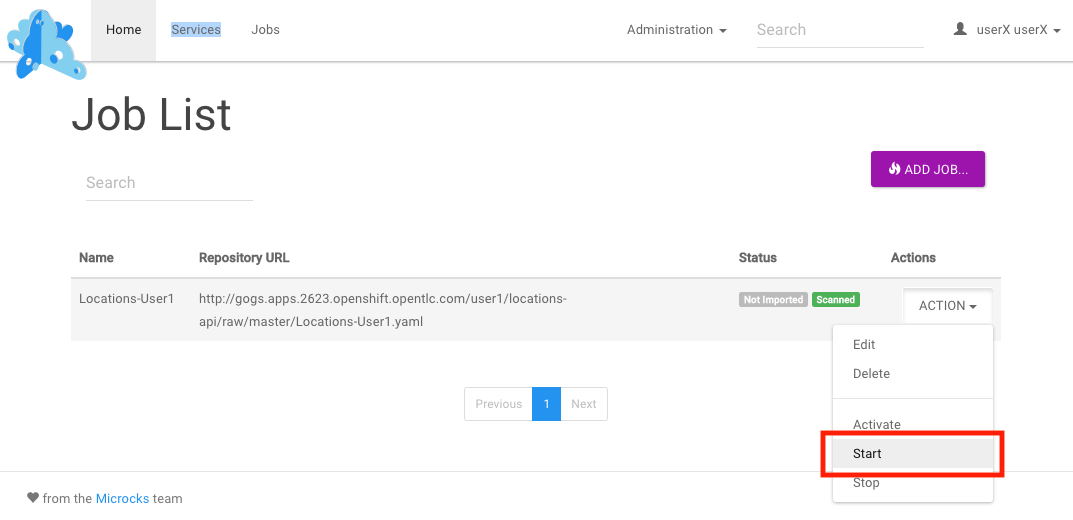 Home Services Jobs Administration Search userX userX
Job List
Search
ADD JOB...
Name Repository URL Status Actions
Locations-User1 http://gogs.apps.2623.openshift.opentlc.com/user1/locations- Not Imported Scanned ACTION
api/raw/master/Locations-User1.yaml
Edit
Delete
Previous 1 Next
Activate
Start
Stop
from the Microcks team